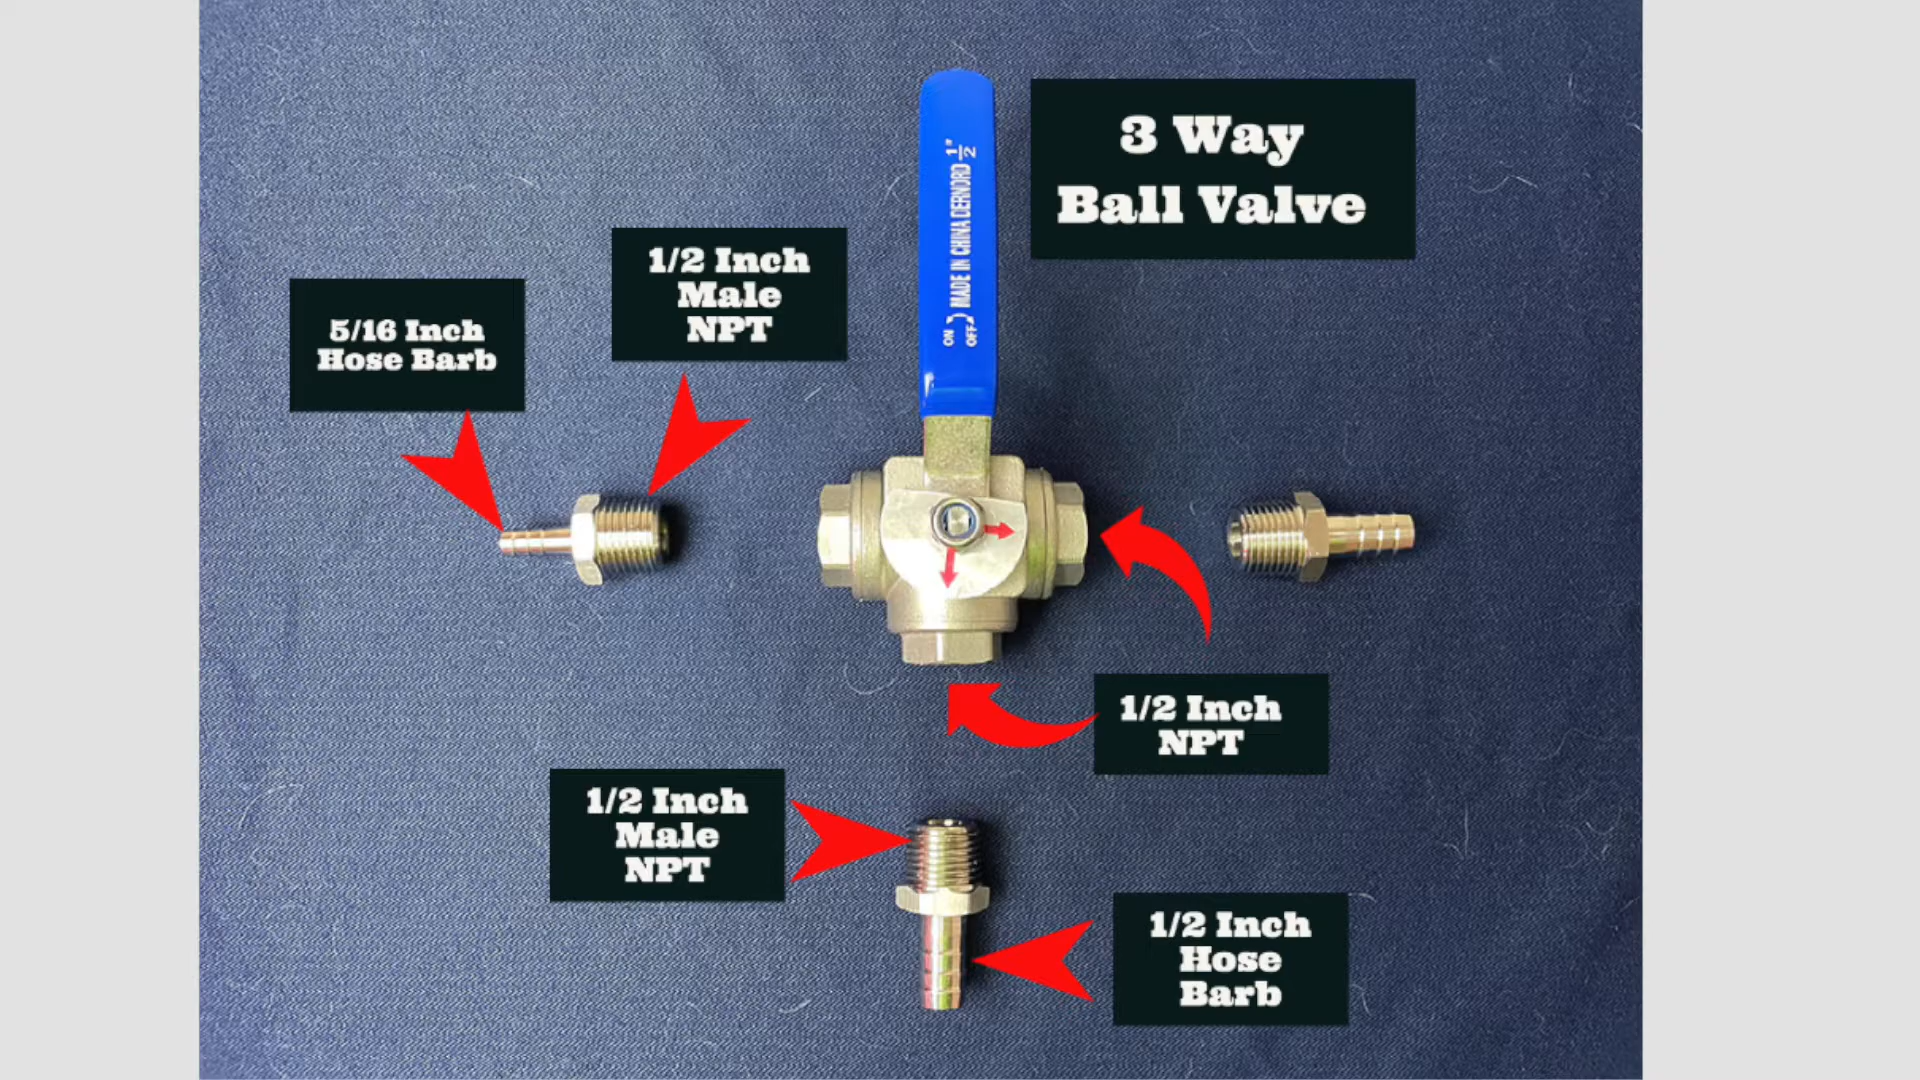 3 Way
Ball Valve
1/2 Inch
Male
NPT
5/16 Inch
Hose Barb
ON
OFF
MADE IN CHINA DERNORD 1/2"
1/2 Inch
NPT
1/2 Inch
Male
NPT
1/2 Inch
Hose
Barb